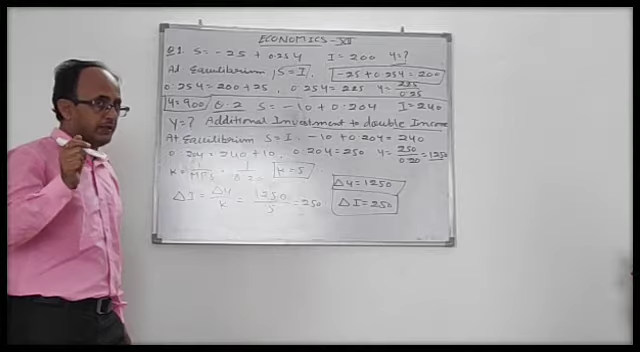 ECONOMICS - XI
Q1. S = -25 + 0.25Y I = 200 Y = ?
At Equilibrium, S = I, -25 + 0.25Y = 200
0.25Y = 200 + 25, 0.25Y = 225 Y = 225/0.25
Y = 900 Q.2 S = -10 + 0.20Y I = 240
Y = ? Additional Investment to double Income
At Equilibrium S = I = -10 + 0.20Y = 240
0.20Y = 240 + 10, 0.20Y = 250 Y = 250/0.20 = 1250
K = 1/MPS = 1/0.20 K = 5 ΔY = 1250
ΔI = ΔY/K = 1250/5 = 250 ΔI = 250